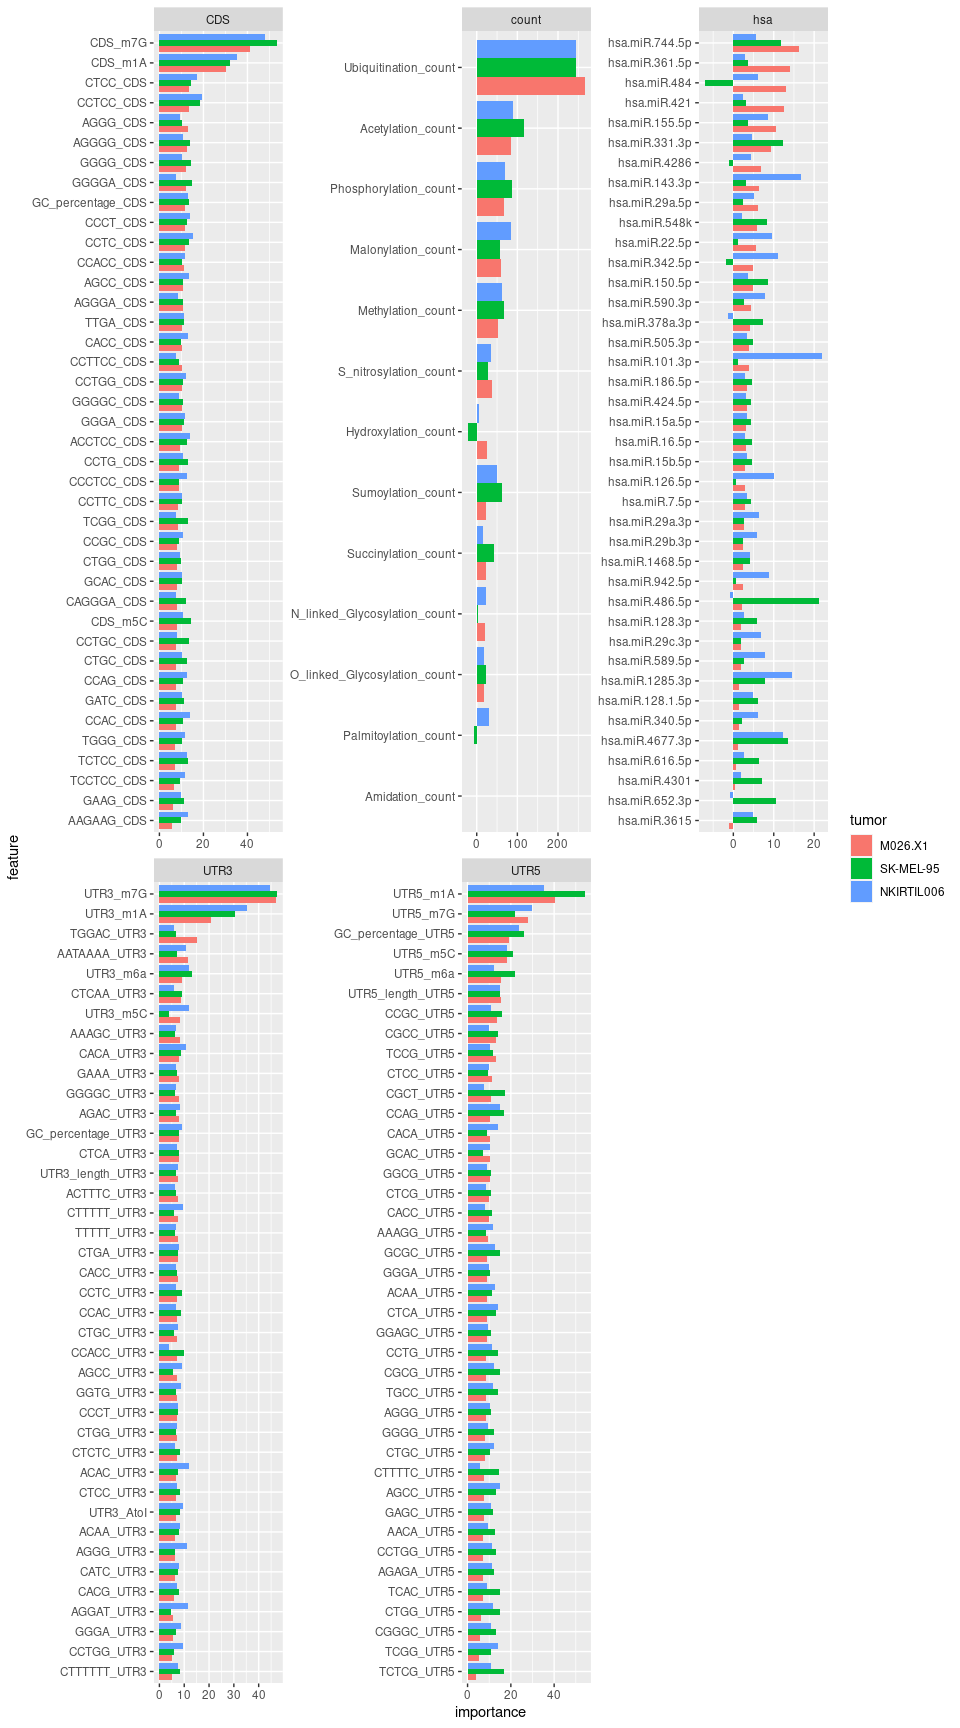 CDS
CDS_m7G
CDS_m1A
CTCC_CDS
CCTCC_CDS
AGGG_CDS
AGGGG_CDS
GGGG_CDS
GGGGA_CDS
GC_percentage_CDS
CCCT_CDS
CCTC_CDS
CCACC_CDS
AGCC_CDS
AGGGA_CDS
TTGA_CDS
CACC_CDS
CCTTCC_CDS
CCTGG_CDS
GGGGC_CDS
GGGA_CDS
ACCTCC_CDS
CCTG_CDS
CCCTCC_CDS
CCTTC_CDS
TCGG_CDS
CCGC_CDS
CTGG_CDS
GCAC_CDS
CAGGGA_CDS
CDS_m5C
CCTGC_CDS
CTGC_CDS
CCAG_CDS
GATC_CDS
CCAC_CDS
TGGG_CDS
TCTCC_CDS
TCCTCC_CDS
GAAG_CDS
AAGAAG_CDS
0 20 40
count
Ubiquitination_count
Acetylation_count
Phosphorylation_count
Malonylation_count
Methylation_count
S_nitrosylation_count
Hydroxylation_count
Sumoylation_count
Succinylation_count
N_linked_Glycosylation_count
O_linked_Glycosylation_count
Palmitoylation_count
Amidation_count
0 100 200
hsa
hsa.miR.744.5p
hsa.miR.361.5p
hsa.miR.484
hsa.miR.421
hsa.miR.155.5p
hsa.miR.331.3p
hsa.miR.4286
hsa.miR.143.3p
hsa.miR.29a.5p
hsa.miR.548k
hsa.miR.22.5p
hsa.miR.342.5p
hsa.miR.150.5p
hsa.miR.590.3p
hsa.miR.378a.3p
hsa.miR.505.3p
hsa.miR.101.3p
hsa.miR.186.5p
hsa.miR.424.5p
hsa.miR.15a.5p
hsa.miR.16.5p
hsa.miR.15b.5p
hsa.miR.126.5p
hsa.miR.7.5p
hsa.miR.29a.3p
hsa.miR.29b.3p
hsa.miR.1468.5p
hsa.miR.942.5p
hsa.miR.486.5p
hsa.miR.128.3p
hsa.miR.29c.3p
hsa.miR.589.5p
hsa.miR.1285.3p
hsa.miR.128.1.5p
hsa.miR.340.5p
hsa.miR.4677.3p
hsa.miR.616.5p
hsa.miR.4301
hsa.miR.652.3p
hsa.miR.3615
0 10 20
feature
UTR3
UTR3_m7G
UTR3_m1A
TGGAC_UTR3
AATAAAA_UTR3
UTR3_m6a
CTCAA_UTR3
UTR3_m5C
AAAGC_UTR3
CACA_UTR3
GAAA_UTR3
GGGGC_UTR3
AGAC_UTR3
GC_percentage_UTR3
CTCA_UTR3
UTR3_length_UTR3
ACTTTC_UTR3
CTTTTT_UTR3
TTTTT_UTR3
CTGA_UTR3
CACC_UTR3
CCTC_UTR3
CCAC_UTR3
CTGC_UTR3
CCACC_UTR3
AGCC_UTR3
GGTG_UTR3
CCCT_UTR3
CTGG_UTR3
CTCTC_UTR3
ACAC_UTR3
CTCC_UTR3
UTR3_AtoI
ACAA_UTR3
AGGG_UTR3
CATC_UTR3
CACG_UTR3
AGGAT_UTR3
GGGA_UTR3
CCTGG_UTR3
CTTTTTT_UTR3
0 10 20 30 40
UTR5
UTR5_m1A
UTR5_m7G
GC_percentage_UTR5
UTR5_m5C
UTR5_m6a
UTR5_length_UTR5
CCGC_UTR5
CGCC_UTR5
TCCG_UTR5
CTCC_UTR5
CGCT_UTR5
CCAG_UTR5
CACA_UTR5
GCAC_UTR5
GGCG_UTR5
CTCG_UTR5
CACC_UTR5
AAAGG_UTR5
GCGC_UTR5
GGGA_UTR5
ACAA_UTR5
CTCA_UTR5
GGAGC_UTR5
CCTG_UTR5
CGCG_UTR5
TGCC_UTR5
AGGG_UTR5
GGGG_UTR5
CTGC_UTR5
CTTTTC_UTR5
AGCC_UTR5
GAGC_UTR5
AACA_UTR5
CCTGG_UTR5
AGAGA_UTR5
TCAC_UTR5
CTGG_UTR5
CGGGC_UTR5
TCGG_UTR5
TCTCG_UTR5
0 20 40
importance
tumor
M026.X1
SK-MEL-95
NKIRTIL006